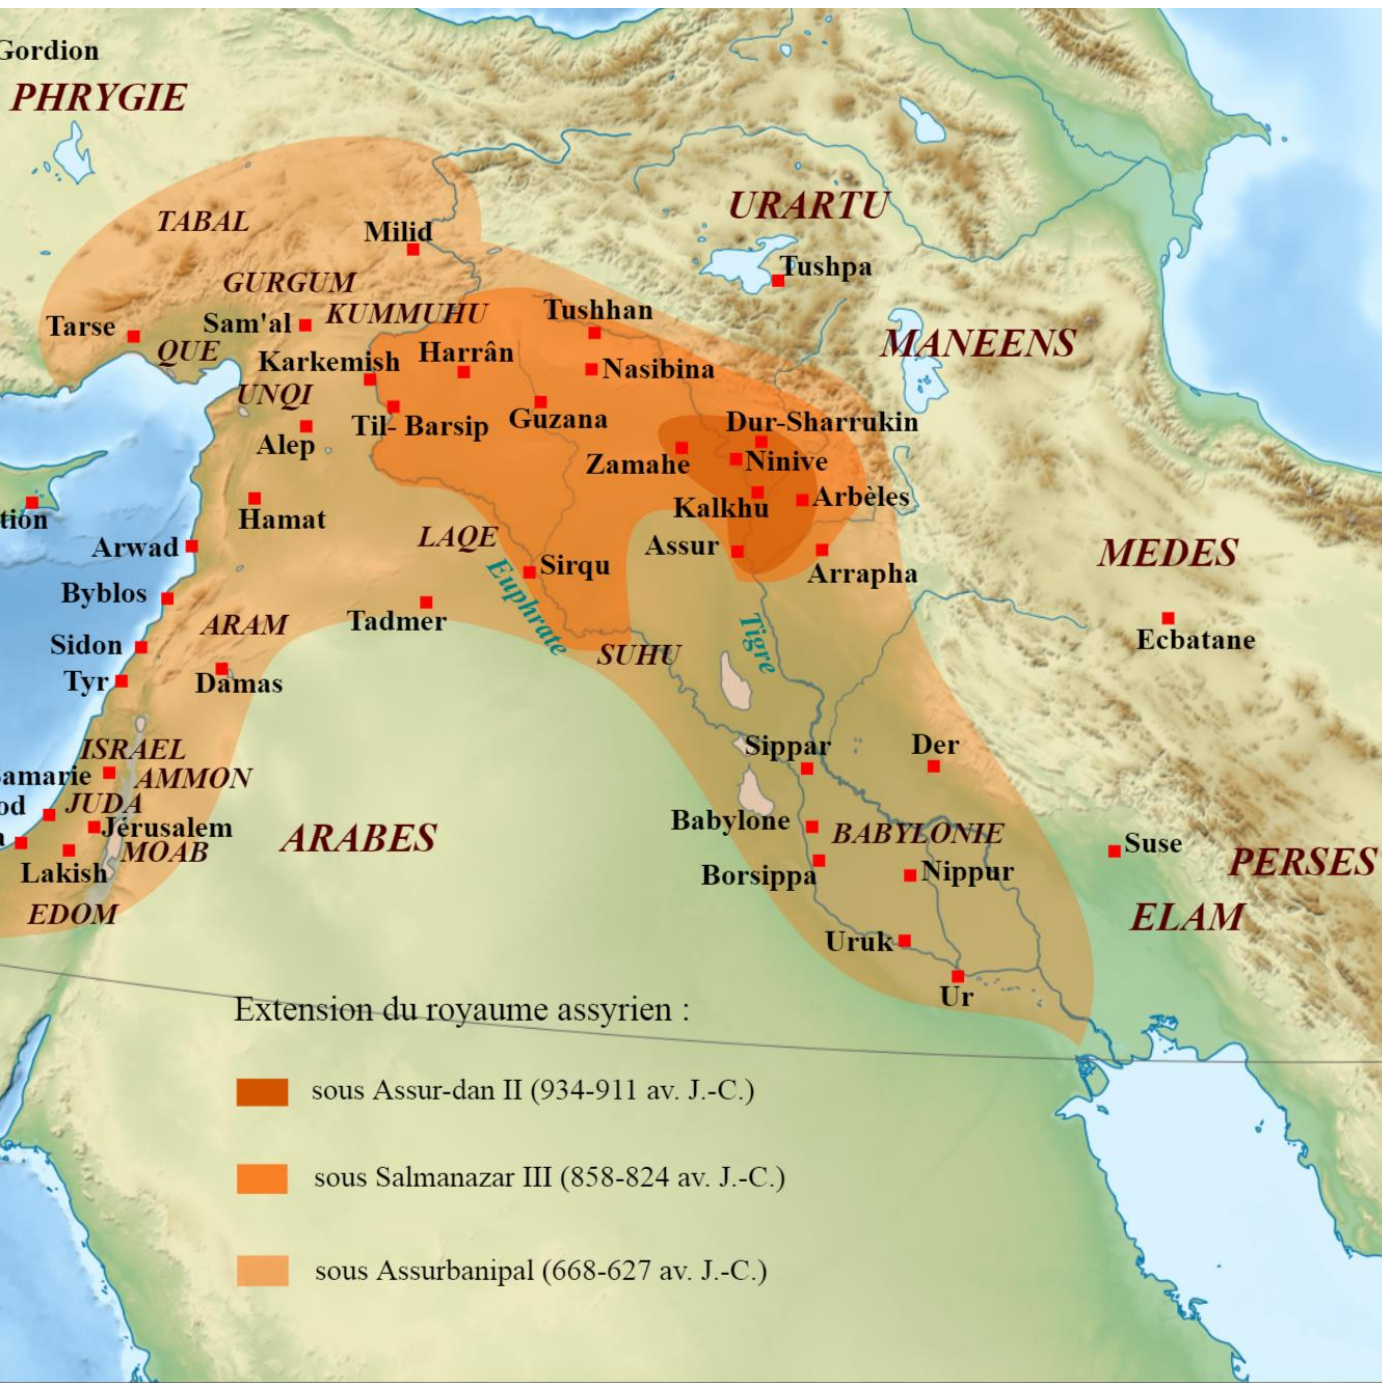 Gordion
PHRYGIE
URARTU
TABAL
Milid
Tushpa
GURGUM
KUMMUHU
Tushhan
Tarse
Sam'al
MANEENS
QUE
Karkemish
Harrân
Nasibina
UNQI
Til- Barsip
Guzana
Dur-Sharrukin
Alep
Zamahe
Ninive
Kalkhu
Arbèles
Hamat
tion
LAQE
Arwad
Assur
MEDES
Sirqu
Arrapha
Byblos
Euphrate
Tadmer
ARAM
Tigre
Ecbatane
Sidon
SUHU
Tyr
Damas
ISRAEL
Sippar
Der
amarie
AMMON
od
JUDA
Jérusalem
ARABES
Babylone
BABYLONIE
a
MOAB
Suse
Lakish
Borsippa
Nippur
PERSES
EDOM
ELAM
Uruk
Ur
Extension du royaume assyrien :
sous Assur-dan II (934-911 av. J.-C.)
sous Salmanazar III (858-824 av. J.-C.)
sous Assurbanipal (668-627 av. J.-C.)